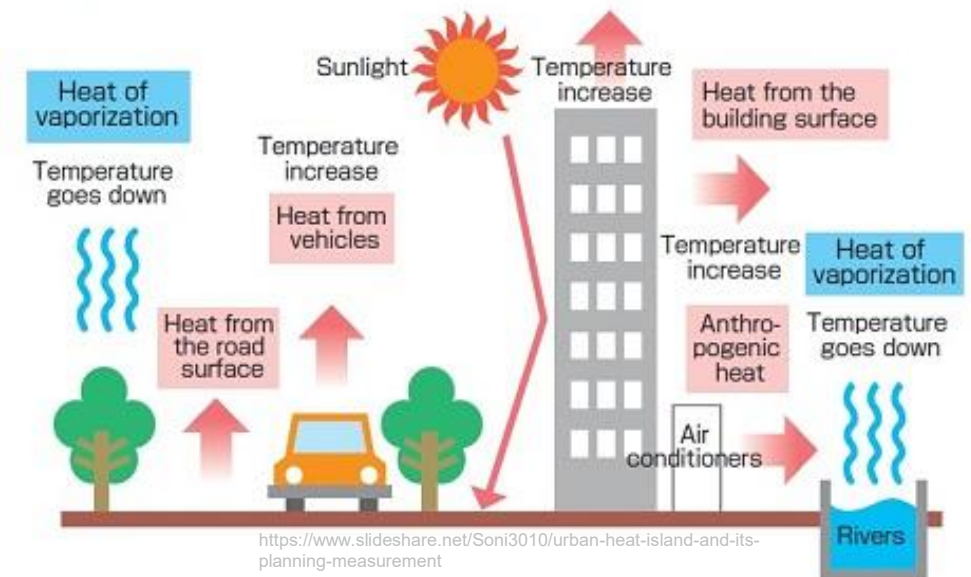 Sunlight
Temperature
increase
Heat of
vaporization
Temperature
goes down
Heat from the
building surface
Temperature
increase
Heat from
vehicles
Temperature
increase
Heat of
vaporization
Heat from
the road
surface
Anthro-
pogenic
heat
Temperature
goes down
Air
conditioners
Rivers
https://www.slideshare.net/Soni3010/urban-heat-island-and-its-
planning-measurement